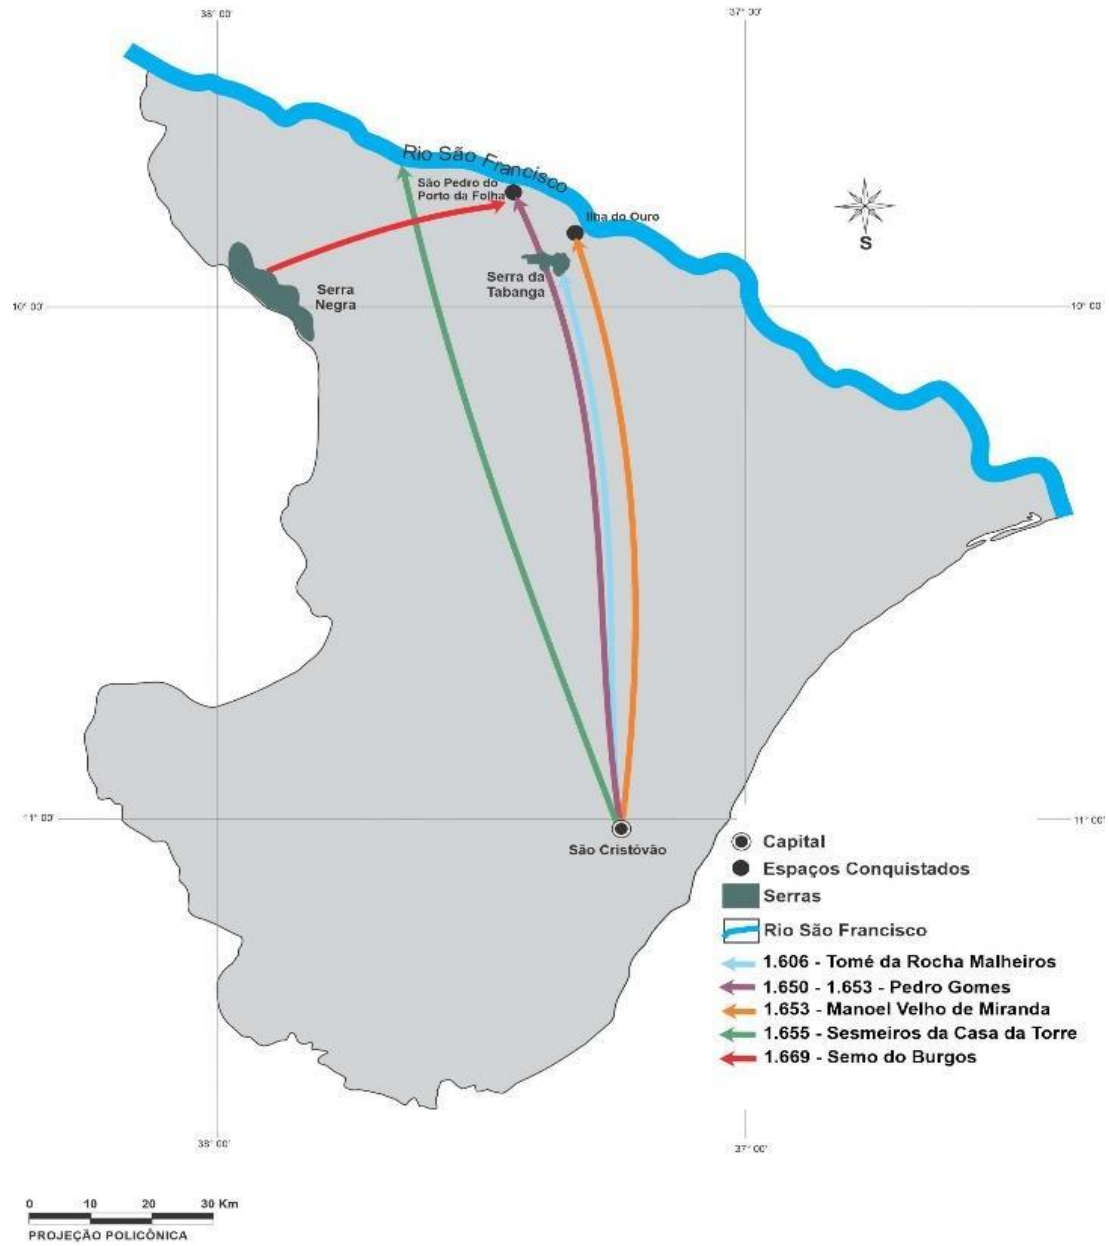 38° 00'
37° 00'
Rio São Francisco
São Pedro do
Porto da Folha
Ilha do Ouro
S
Serra da
Tabanga
Serra
Negra
10° 00'
10° 00'
11° 00'
11° 00'
São Cristóvão
Capital
Espaços Conquistados
Serras
Rio São Francisco
1.606 - Tomé da Rocha Malheiros
1.650 - 1.653 - Pedro Gomes
1.653 - Manoel Velho de Miranda
1.655 - Sesmeiros da Casa da Torre
1.669 - Semo do Burgos
38° 00'
37° 00'
0 10 20 30 Km
PROJEÇÃO POLICÔNICA